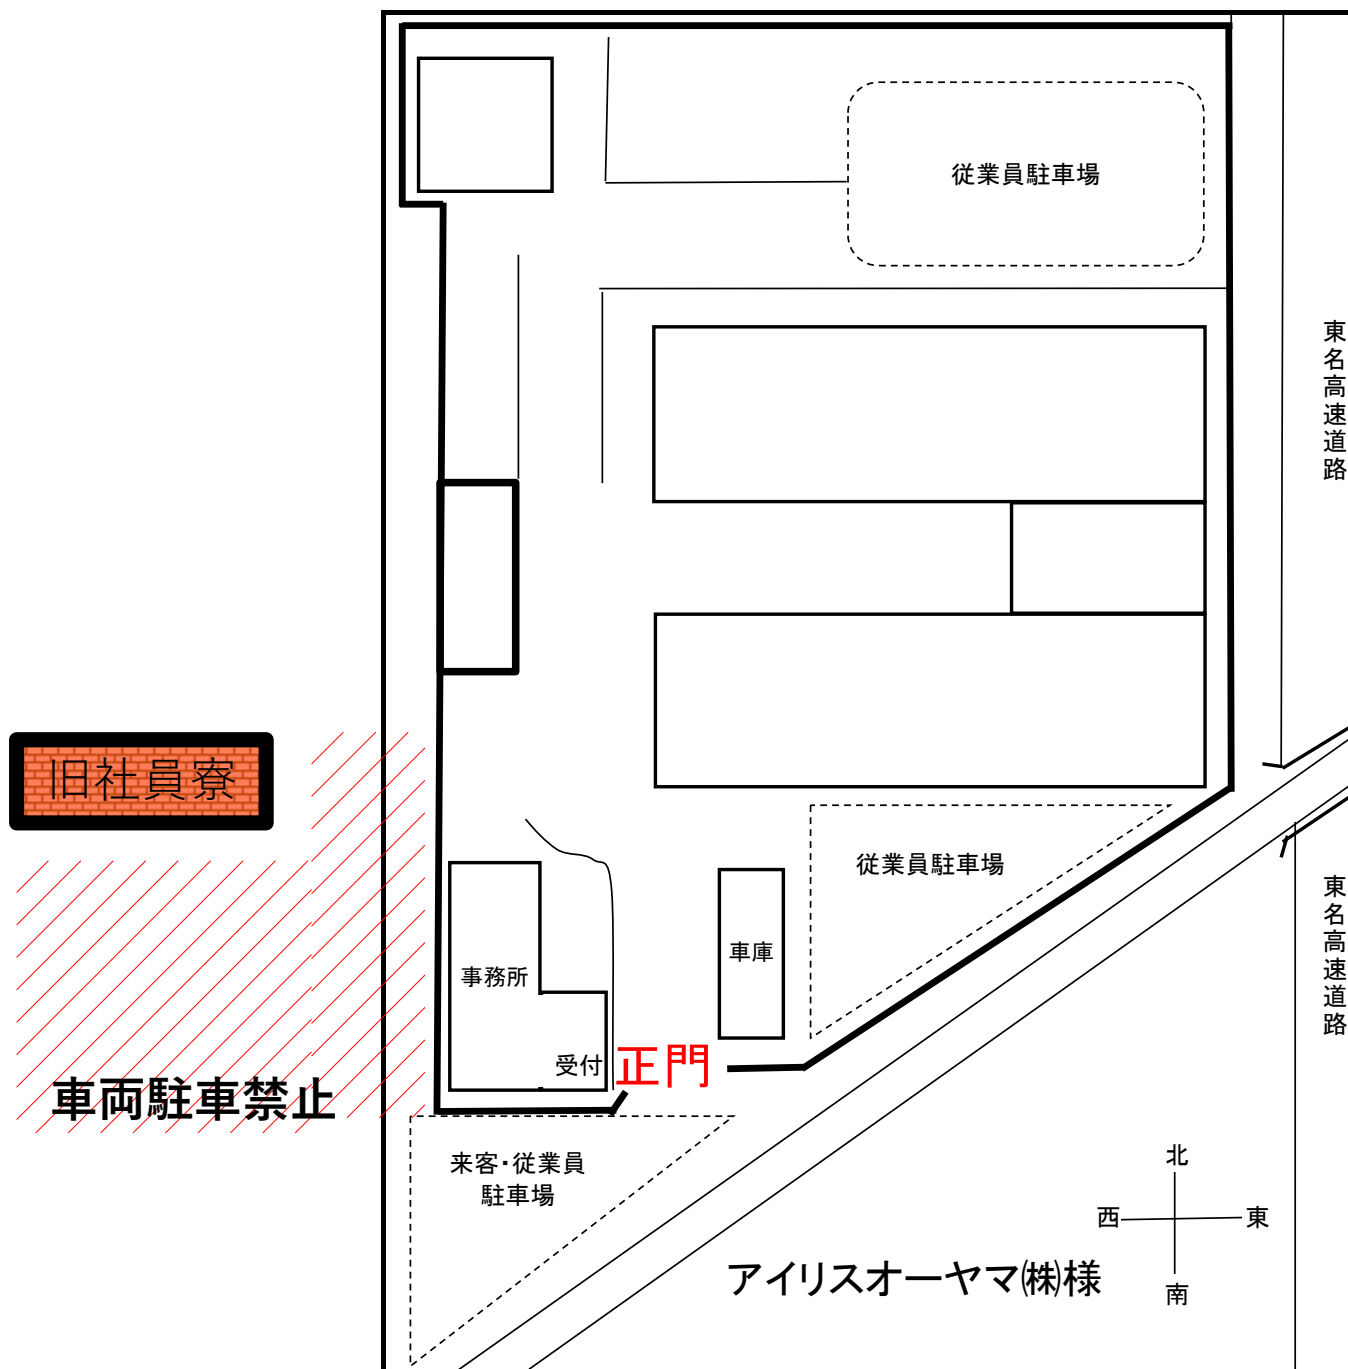 従業員駐車場
東名高速道路
旧社員寮
従業員駐車場
車庫
事務所
東名高速道路
受付
正門
車両駐車禁止
来客・従業員
駐車場
北
西
東
南
アイリスオーヤマ㈱様